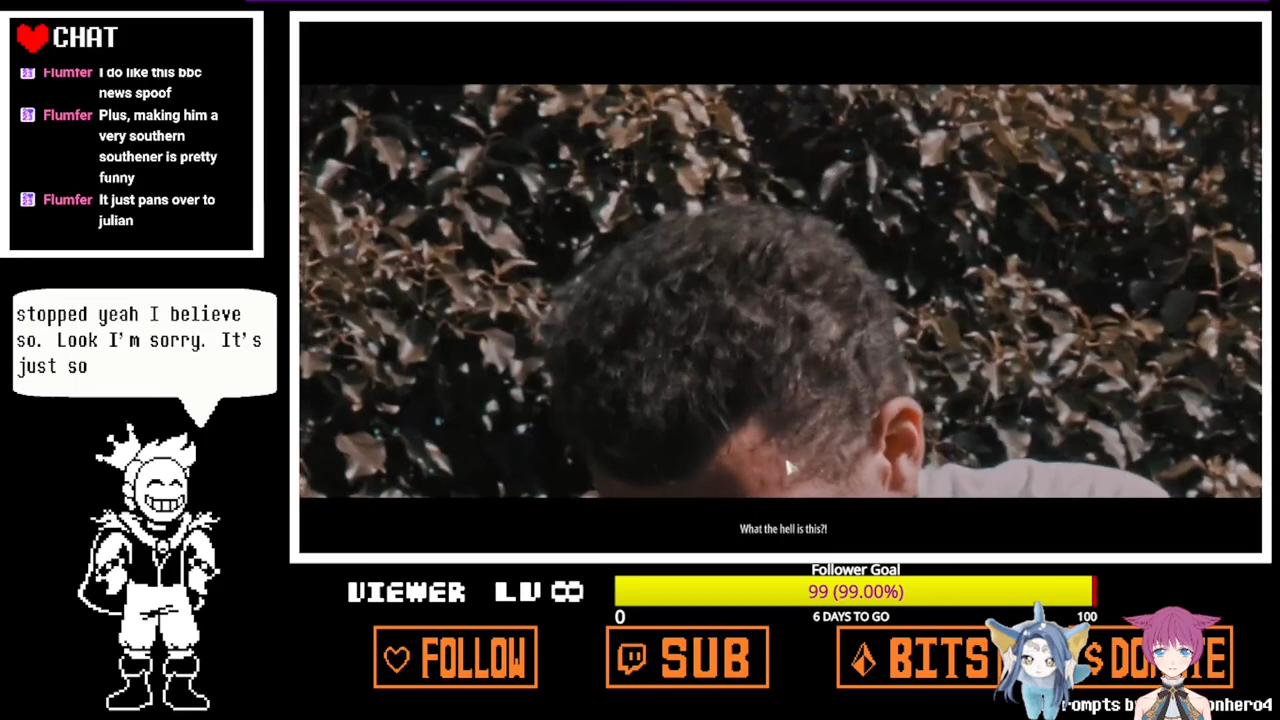 CHAT
Flumfer I do like this bbc
news spoof
Flumfer Plus, making him a
very southern
southener is pretty
funny
Flumfer It just pans over to
julian
stopped yeah I believe
so. Look I'm sorry. It's
just so
What the hell is this?!
Follower Goal
VIEWER LV ∞
99 (99.00%)
0
6 DAYS TO GO
100
FOLLOW
SUB
BITS